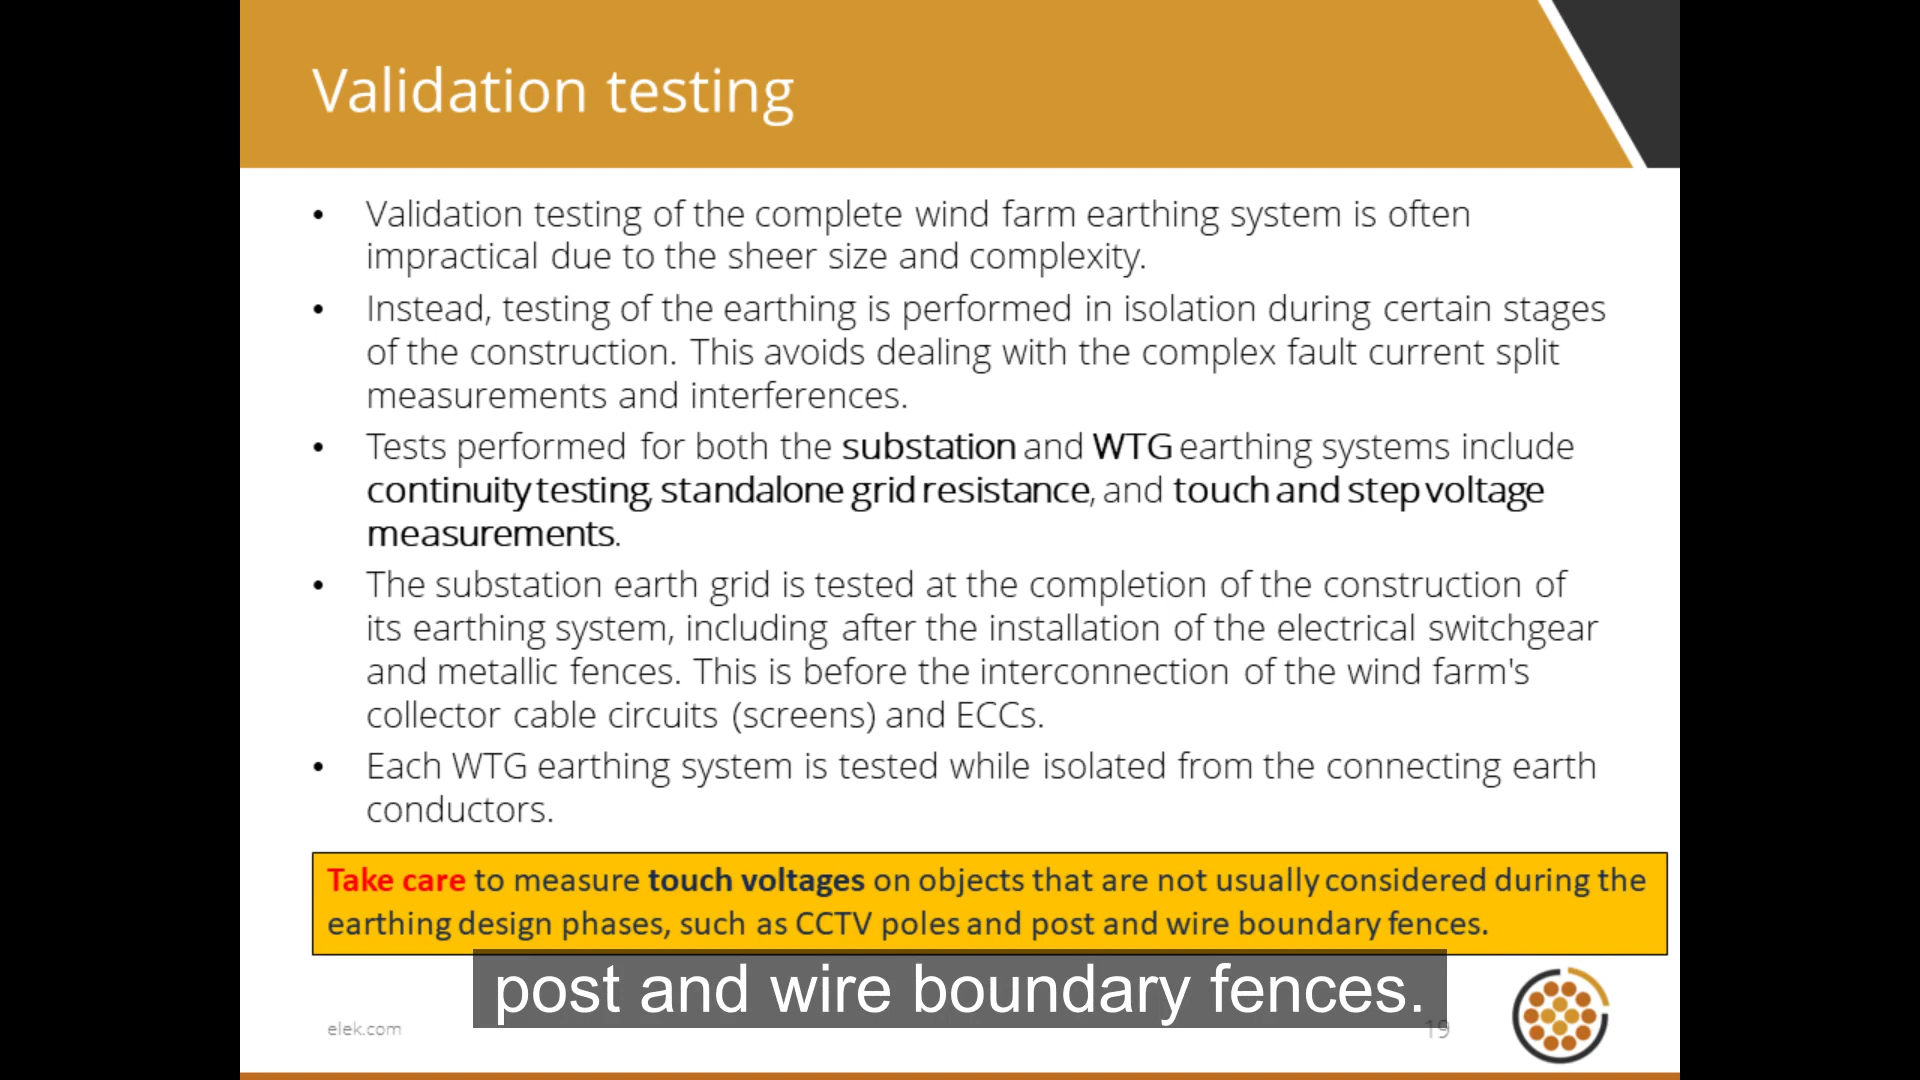 Validation testing
• Validation testing of the complete wind farm earthing system is often
impractical due to the sheer size and complexity.
• Instead, testing of the earthing is performed in isolation during certain stages
of the construction. This avoids dealing with the complex fault current split
measurements and interferences.
• Tests performed for both the substation and WTG earthing systems include
continuity testing, standalone grid resistance, and touch and step voltage
measurements.
• The substation earth grid is tested at the completion of the construction of
its earthing system, including after the installation of the electrical switchgear
and metallic fences. This is before the interconnection of the wind farm's
collector cable circuits (screens) and ECCs.
• Each WTG earthing system is tested while isolated from the connecting earth
conductors.
Take care to measure touch voltages on objects that are not usually considered during the
earthing design phases, such as CCTV poles and post and wire boundary fences.
post and wire boundary fences.
elek.com
19